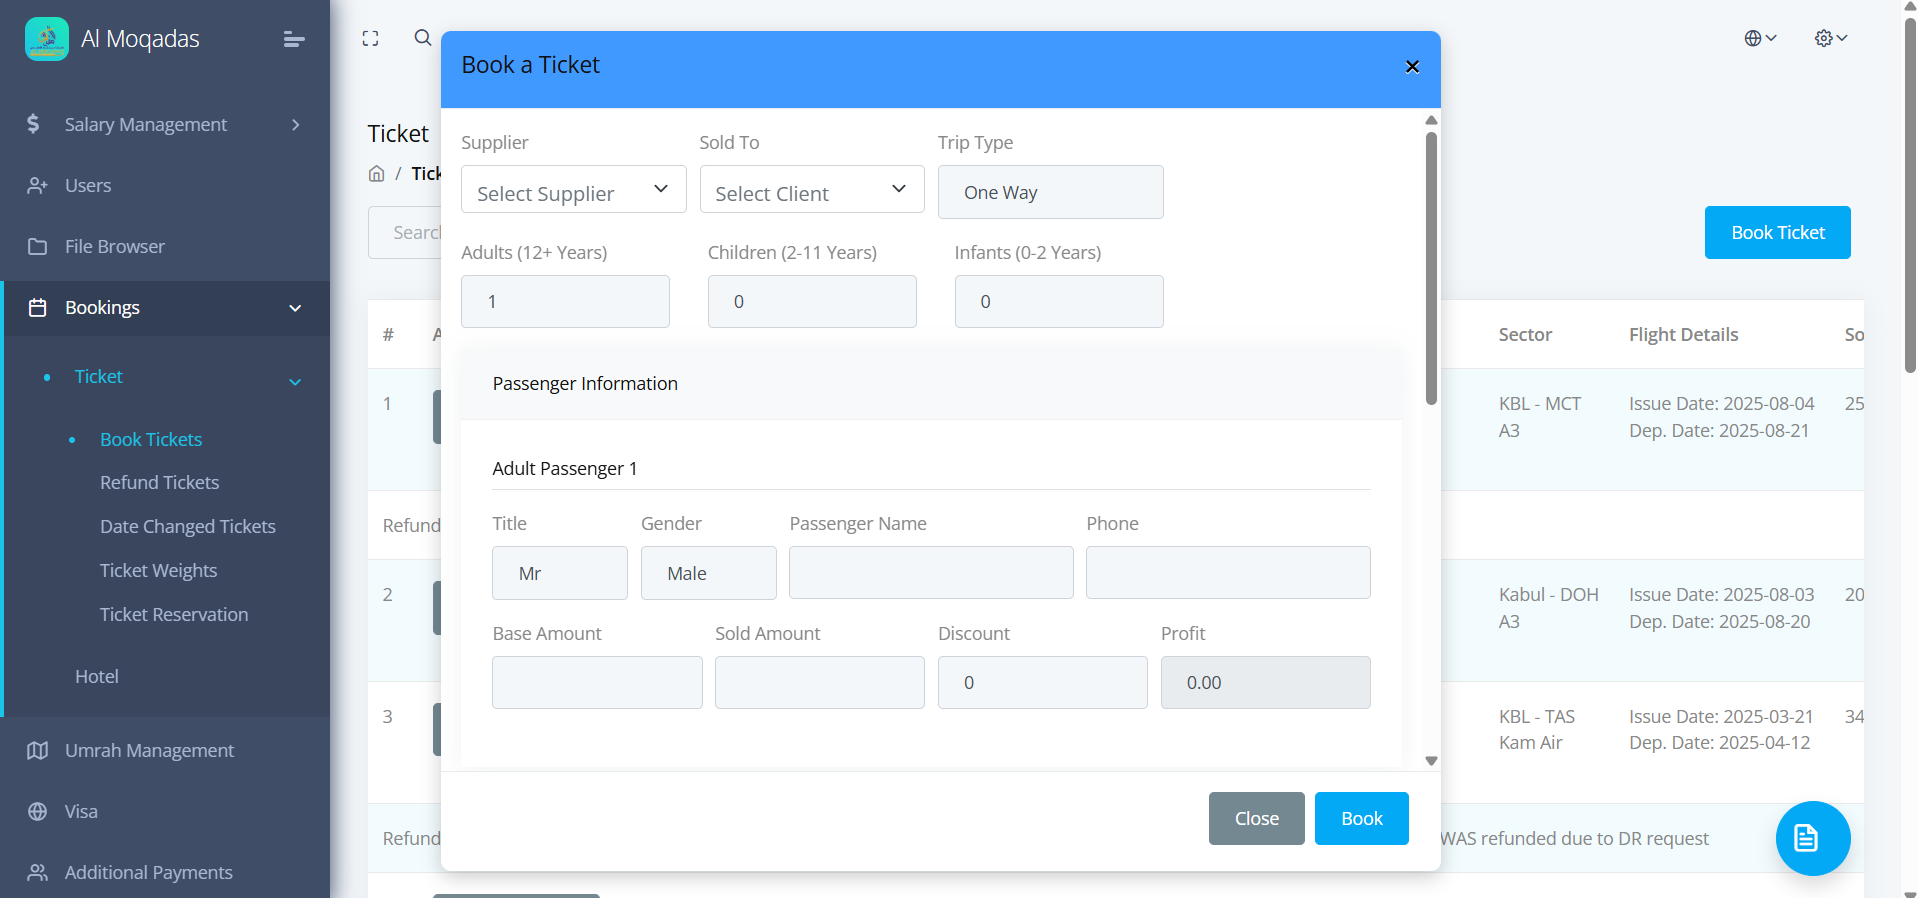 Al Moqadas
Salary Management
Users
File Browser
Bookings
Ticket
Book Tickets
Refund Tickets
Date Changed Tickets
Ticket Weights
Ticket Reservation
Hotel
Umrah Management
Visa
Additional Payments
Ticket
/ Tick
Search
Book Ticket
# A Sector Flight Details So
1 KBL - MCT Issue Date: 2025-08-04 25
A3 Dep. Date: 2025-08-21
Refund
2 Kabul - DOH Issue Date: 2025-08-03 20
A3 Dep. Date: 2025-08-20
3 KBL - TAS Issue Date: 2025-03-21 34
Kam Air Dep. Date: 2025-04-12
Refund WAS refunded due to DR request
Book a Ticket ×
Supplier Sold To Trip Type
Select Supplier Select Client One Way
Adults (12+ Years) Children (2-11 Years) Infants (0-2 Years)
1 0 0
Passenger Information
Adult Passenger 1
Title Gender Passenger Name Phone
Mr Male
Base Amount Sold Amount Discount Profit
0 0.00
Close Book